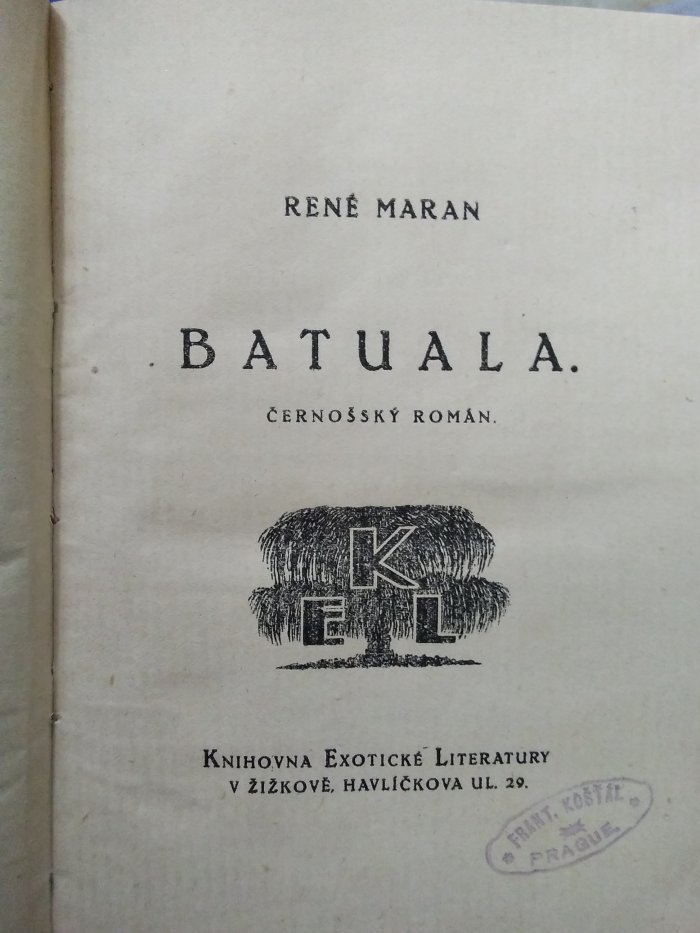 RENÉ MARAN
BATUALA.
ČERNOŠSKÝ ROMÁN.
K
E L
KNIHOVNA EXOTICKÉ LITERATURY
V ŽIŽKOVĚ, HAVLÍČKOVA UL. 29.
FRANT. KOŠŤÁL
PRAGUE